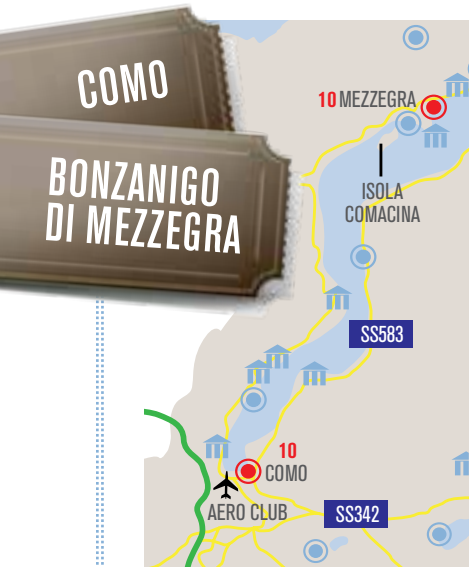 COMO
BONZANIGO
DI MEZZEGRA
10 MEZZEGRA
ISOLA
COMACINA
SS583
10
COMO
AERO CLUB
SS342